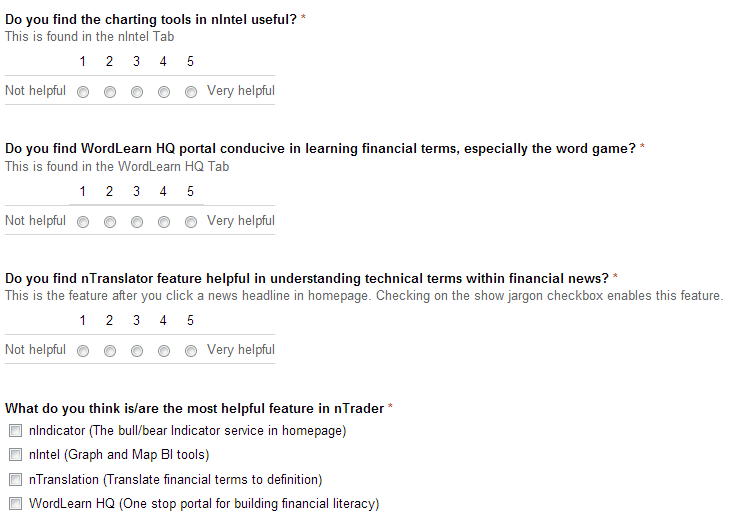 Do you find the charting tools in nIntel useful? *
This is found in the nIntel Tab
1 2 3 4 5
Not helpful Very helpful
Do you find WordLearn HQ portal conducive in learning financial terms, especially the word game? *
This is found in the WordLearn HQ Tab
1 2 3 4 5
Not helpful Very helpful
Do you find nTranslator feature helpful in understanding technical terms within financial news? *
This is the feature after you click a news headline in homepage. Checking on the show jargon checkbox enables this feature.
1 2 3 4 5
Not helpful Very helpful
What do you think is/are the most helpful feature in nTrader *
nIndicator (The bull/bear Indicator service in homepage)
nIntel (Graph and Map BI tools)
nTranslation (Translate financial terms to definition)
WordLearn HQ (One stop portal for building financial literacy)